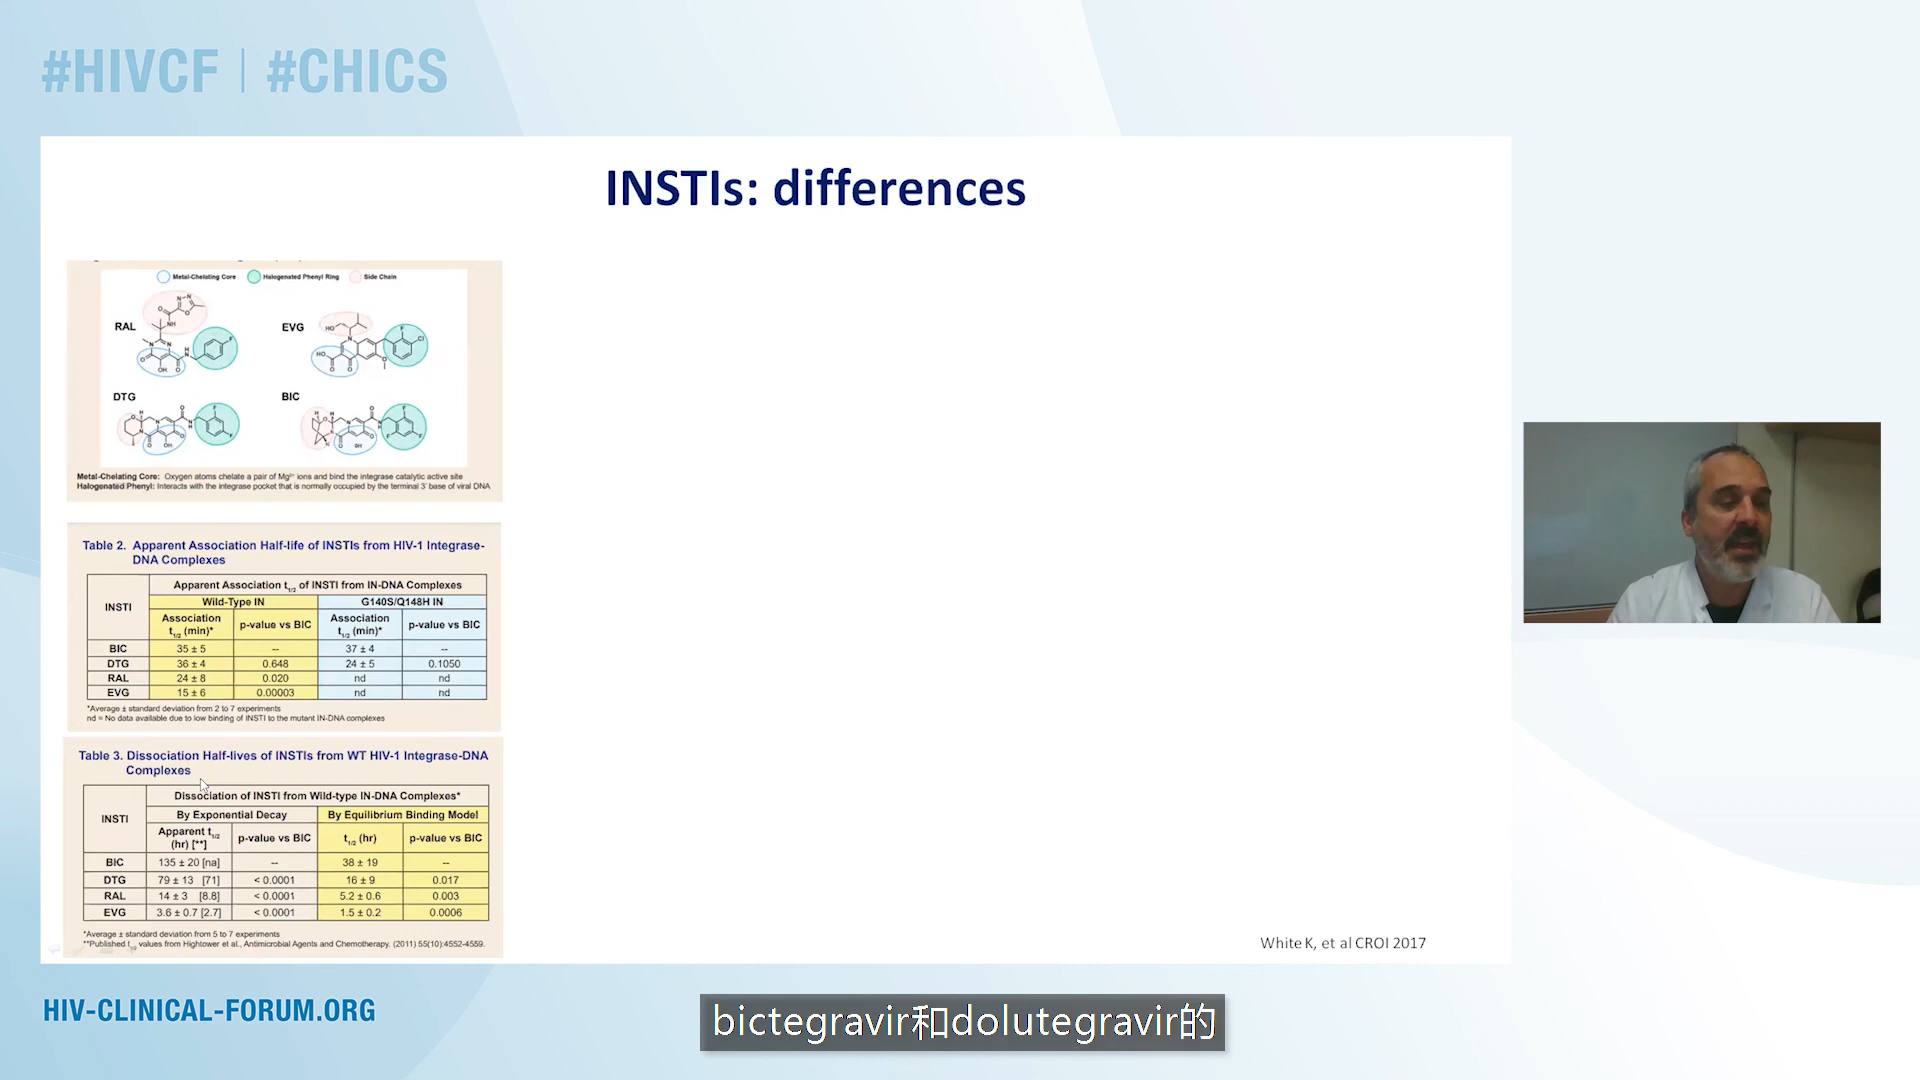 #HIVCF | #CHICS
INSTIs: differences
Metal-Chelating Core Halogenated Phenyl Ring Side Chain
RAL EVG
DTG BIC
Metal-Chelating Core: Oxygen atoms chelate a pair of Mg²⁺ ions and bind the integrase catalytic active site
Halogenated Phenyl: Interacts with the integrase pocket that is normally occupied by the terminal 3' base of viral DNA
Table 2. Apparent Association Half-life of INSTIs from HIV-1 Integrase-
DNA Complexes
INSTI
Apparent Association t1/2 of INSTI from IN-DNA Complexes
Wild-Type IN G140S/Q148H IN
Association t1/2 (min)* p-value vs BIC Association t1/2 (min)* p-value vs BIC
BIC 35 ± 5 -- 37 ± 4 --
DTG 36 ± 4 0.648 24 ± 5 0.1050
RAL 24 ± 8 0.020 nd nd
EVG 15 ± 6 0.00003 nd nd
*Average ± standard deviation from 2 to 7 experiments
nd = No data available due to low binding of INSTI to the mutant IN-DNA complexes
Table 3. Dissociation Half-lives of INSTIs from WT HIV-1 Integrase-DNA
Complexes
INSTI
Dissociation of INSTI from Wild-type IN-DNA Complexes*
By Exponential Decay By Equilibrium Binding Model
Apparent t1/2 (hr) [**] p-value vs BIC t1/2 (hr) p-value vs BIC
BIC 135 ± 20 [na] -- 38 ± 19 --
DTG 79 ± 13 [71] < 0.0001 16 ± 9 0.017
RAL 14 ± 3 [8.8] < 0.0001 5.2 ± 0.6 0.003
EVG 3.6 ± 0.7 [2.7] < 0.0001 1.5 ± 0.2 0.0006
*Average ± standard deviation from 5 to 7 experiments
**Published t1/2 values from Hightower et al., Antimicrobial Agents and Chemotherapy. (2011) 55(10):4552-4559.
White K, et al CROI 2017
HIV-CLINICAL-FORUM.ORG
bictegravir和dolutegravir的